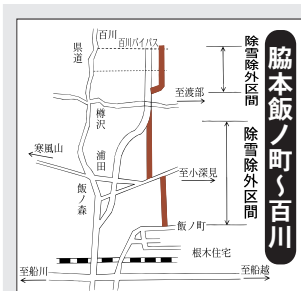 脇本飯ノ町～百川
除雪除外区間
除雪除外区間
百川
百川バイパス
県道
至渡部
樽沢
寒風山
浦田
至小深見
飯ノ森
飯ノ町
根木住宅
至船川
至船越